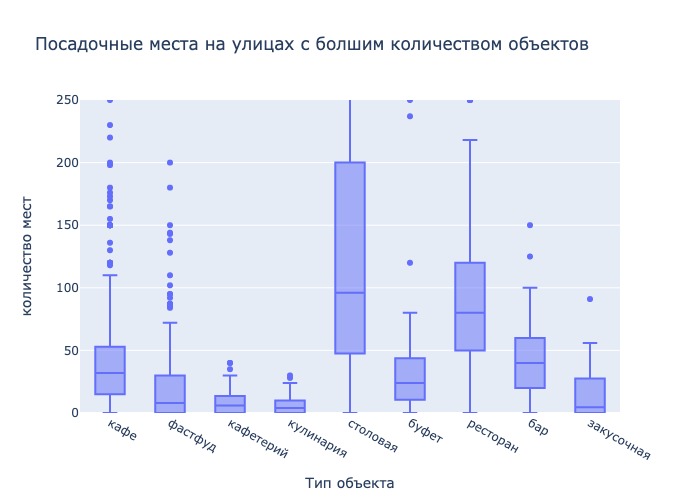 Посадочные места на улицах с болшим количеством объектов
количество мест
250
200
150
100
50
0
кафе
фастфуд
кафетерий
кулинария
столовая
буфет
ресторан
бар
закусочная
Тип объекта